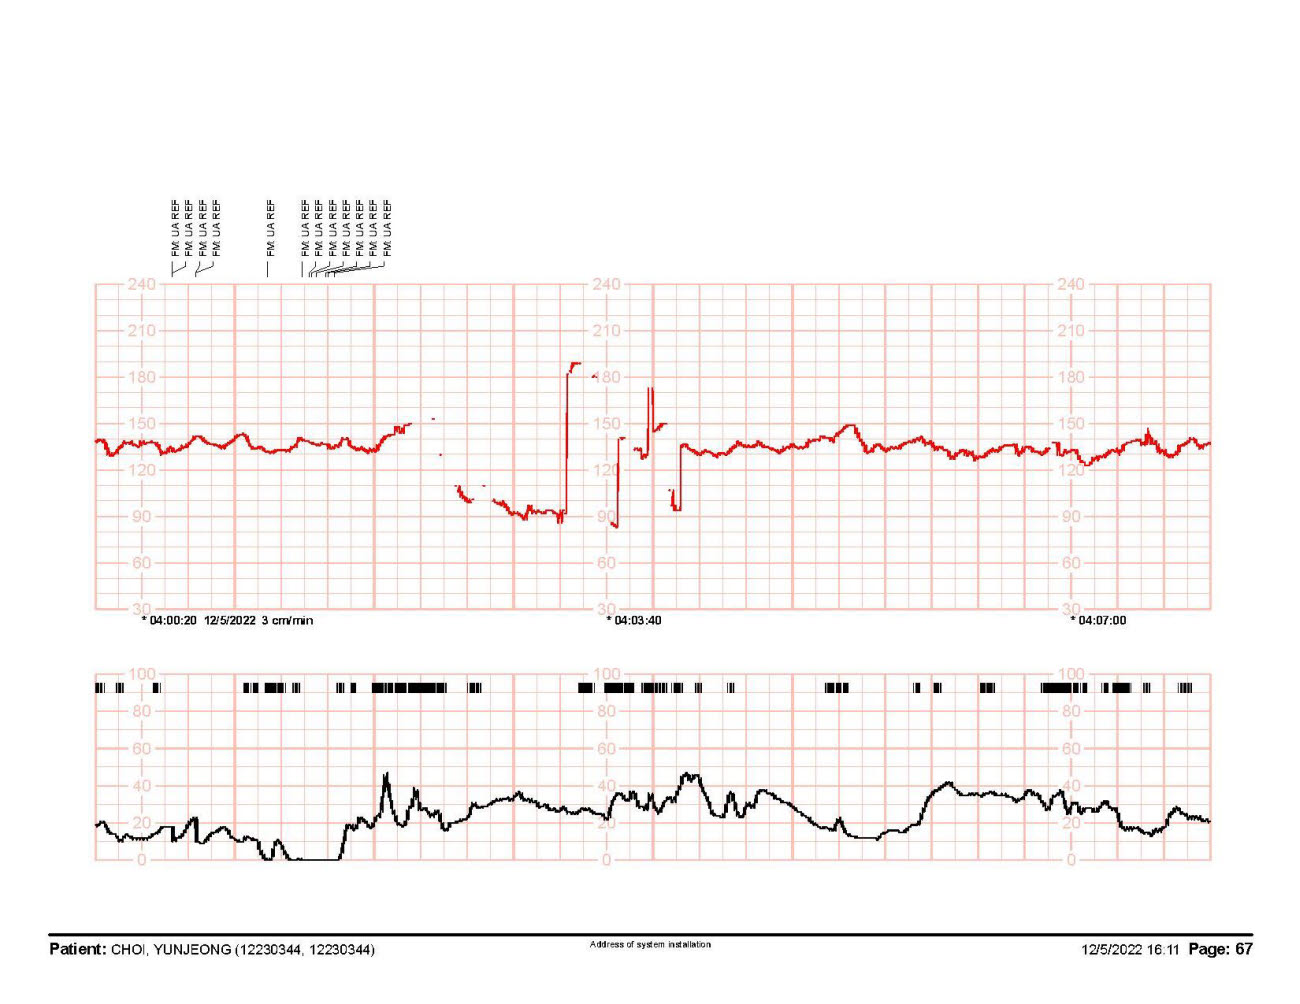 FM: UA REF
FM: UA REF
FM: UA REF
FM: UA REF
FM: UA REF
FM: UA REF
FM: UA REF
FM: UA REF
FM: UA REF
FM: UA REF
FM: UA REF
FM: UA REF
240 240 240
210 210 210
180 180 180
150 150 150
120 120 120
90 90 90
60 60 60
30 30 30
* 04:00:20 12/5/2022 3 cm/min * 04:03:40 * 04:07:00
100 100 100
80 80 80
60 60 60
40 40 40
20 20 20
0 0 0
Patient: CHOI, YUNJEONG (12230344, 12230344) Address of system installation 12/5/2022 16:11 Page: 67